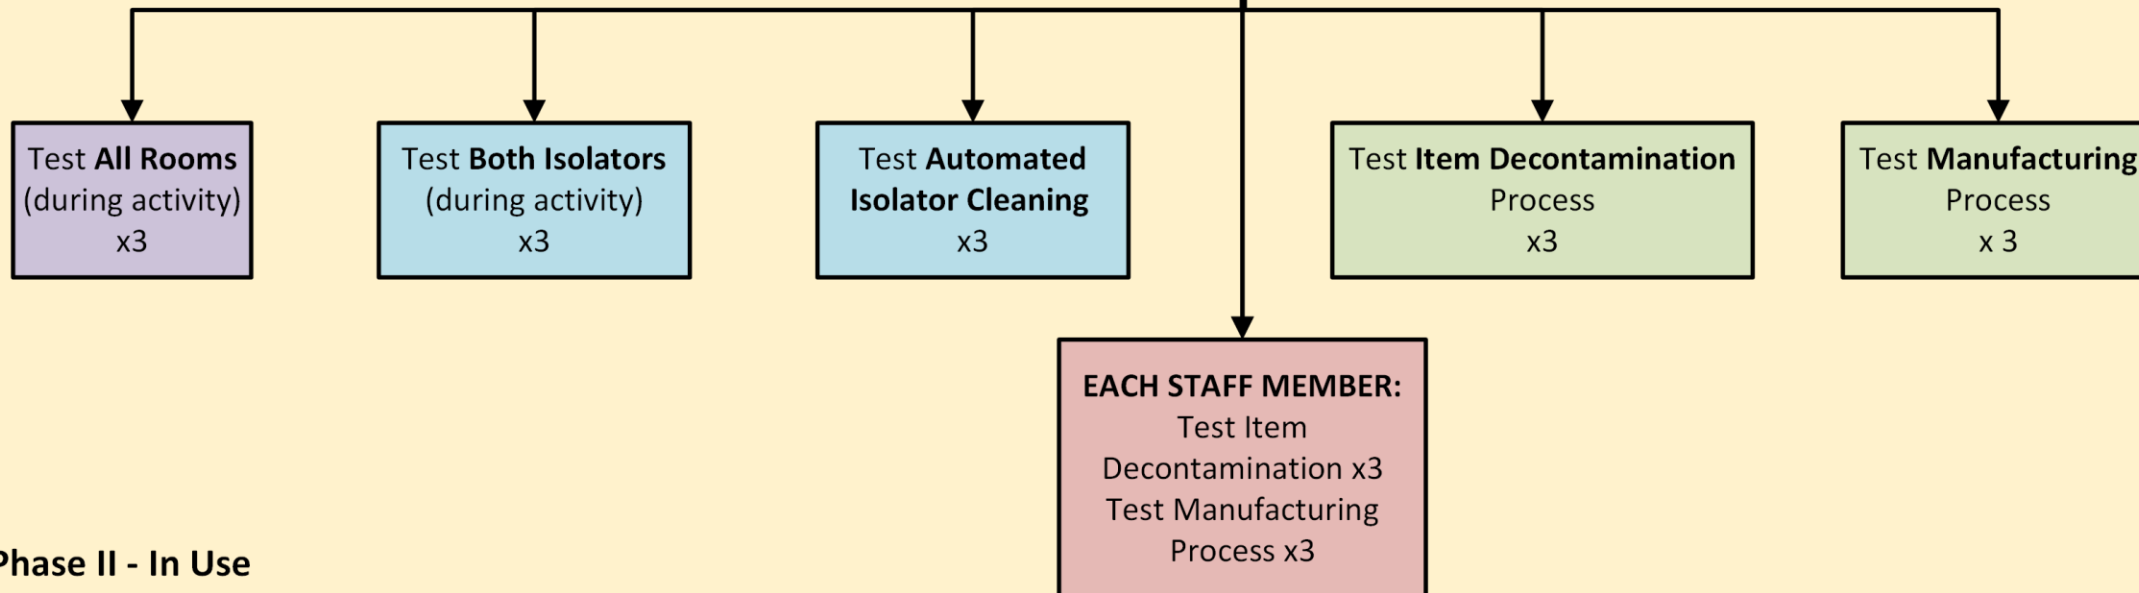 Test All Rooms
(during activity)
x3
Test Both Isolators
(during activity)
x3
Test Automated
Isolator Cleaning
x3
Test Item Decontamination
Process
x3
Test Manufacturing
Process
x 3
EACH STAFF MEMBER:
Test Item
Decontamination x3
Test Manufacturing
Process x3
Phase II - In Use